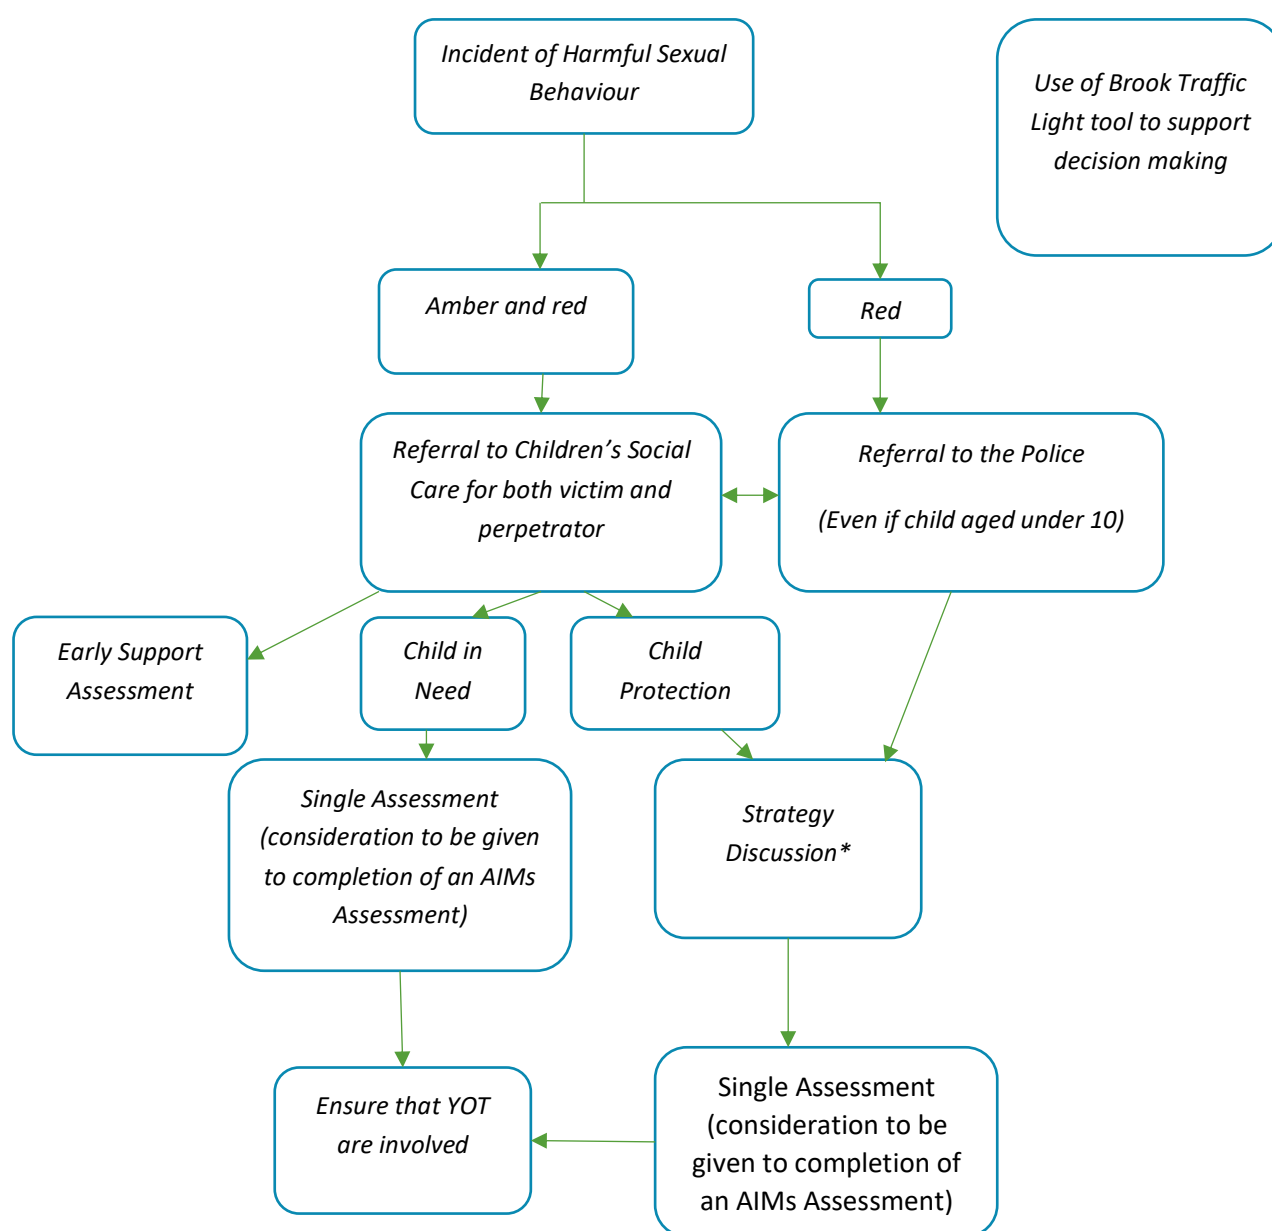 Incident of Harmful Sexual
Behaviour
Use of Brook Traffic
Light tool to support
decision making
Amber and red
Red
Referral to Children’s Social
Care for both victim and
perpetrator
Referral to the Police
(Even if child aged under 10)
Early Support
Assessment
Child in
Need
Child
Protection
Single Assessment
(consideration to be given
to completion of an AIMs
Assessment)
Strategy
Discussion*
Ensure that YOT
are involved
Single Assessment
(consideration to be
given to completion of
an AIMs Assessment)